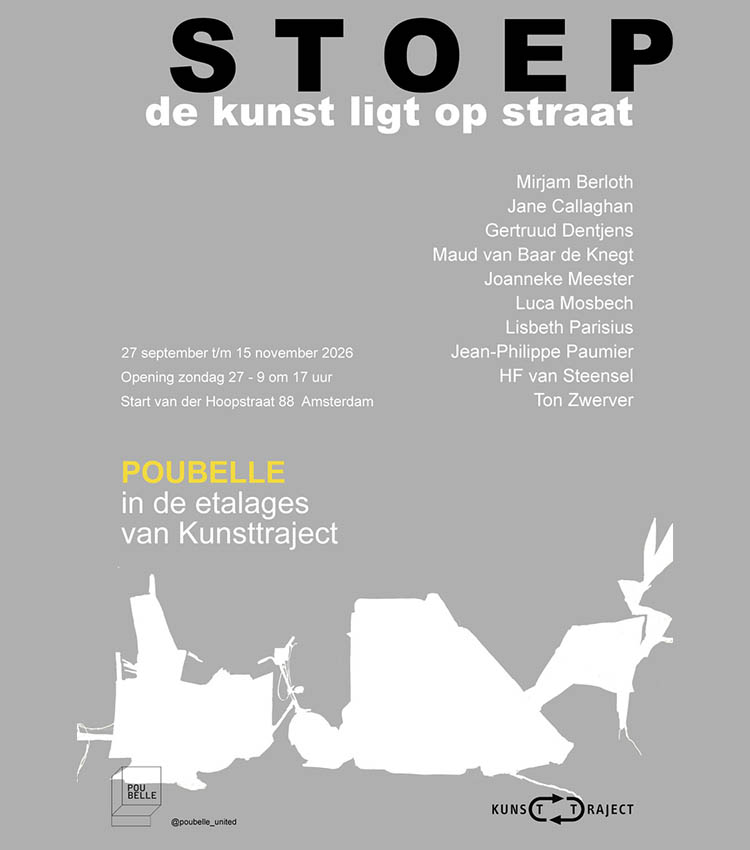 STOEP
de kunst ligt op straat
Mirjam Berloth
Jane Callaghan
Gertruud Dentjens
Maud van Baar de Knegt
Joanneke Meester
Luca Mosbech
Lisbeth Parisius
Jean-Philippe Paumier
HF van Steensel
Ton Zwerver
27 september t/m 15 november 2026
Opening zondag 27 - 9 om 17 uur
Start van der Hoopstraat 88 Amsterdam
POUBELLE
in de etalages
van Kunsttraject
POU
BELLE
@poubelle_united
KUNSTTRAJECT